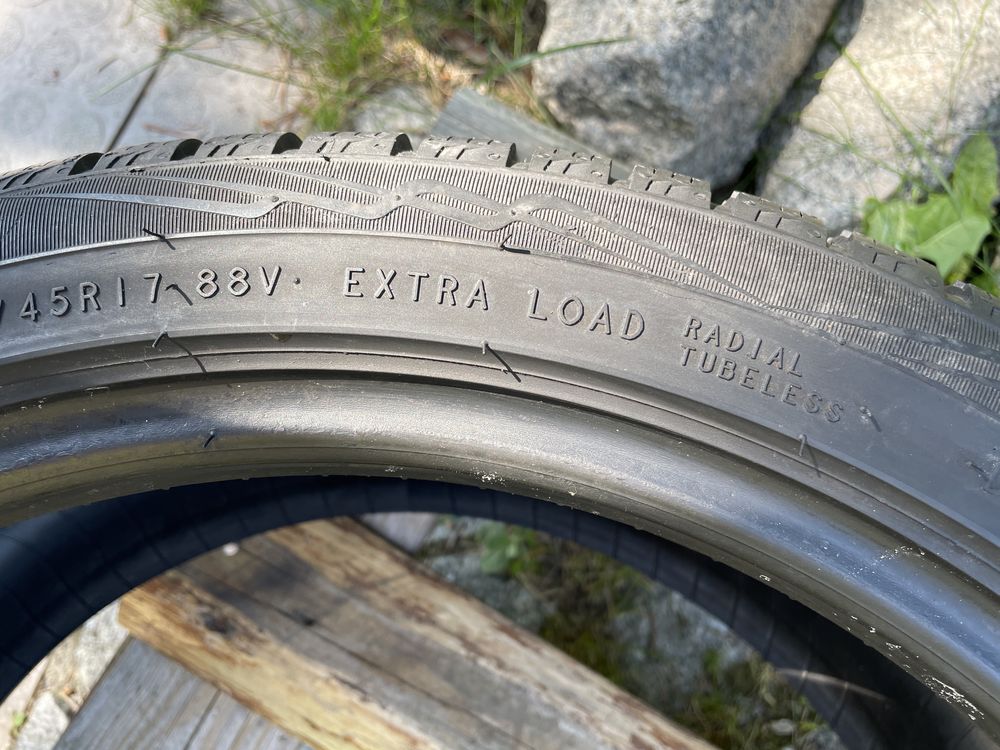 /45R17 88V· EXTRA LOAD
RADIAL
TUBELESS